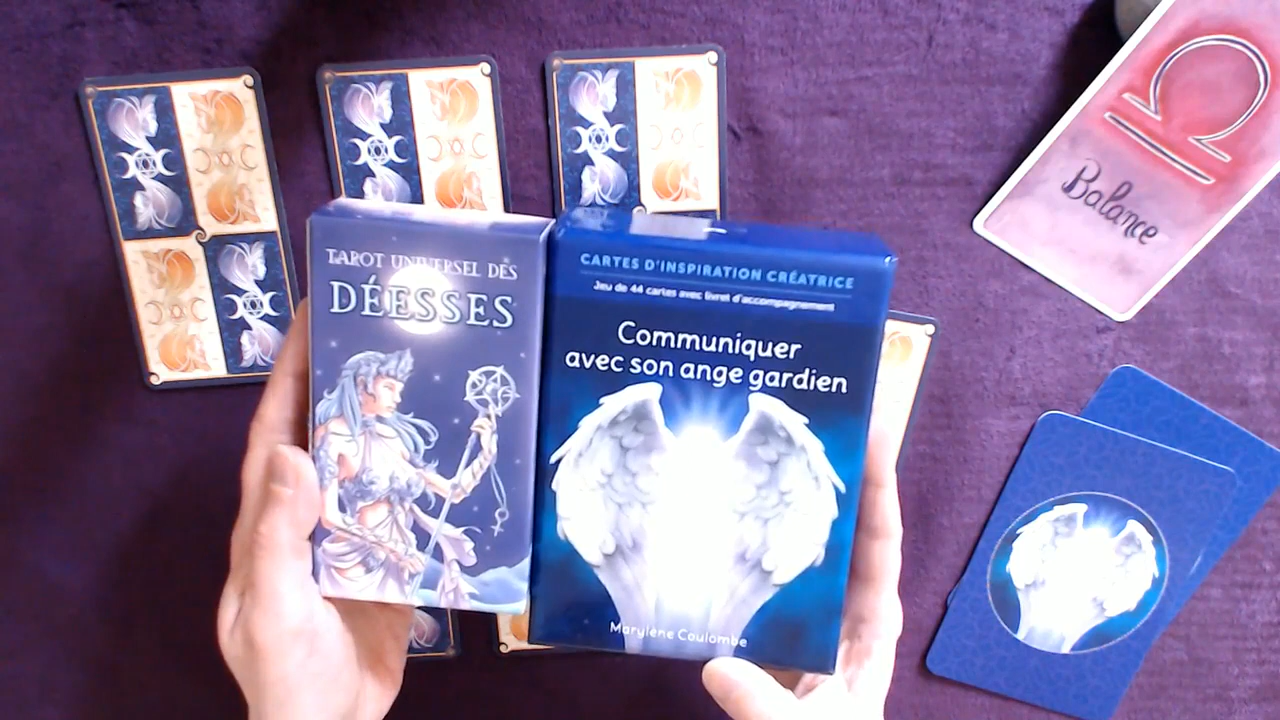 TAROT UNIVERSEL DES
DÉESSES
CARTES D'INSPIRATION CRÉATRICE
Jeu de 44 cartes avec livret d'accompagnement
Communiquer
avec son ange gardien
Marylène Coulombe
Balance